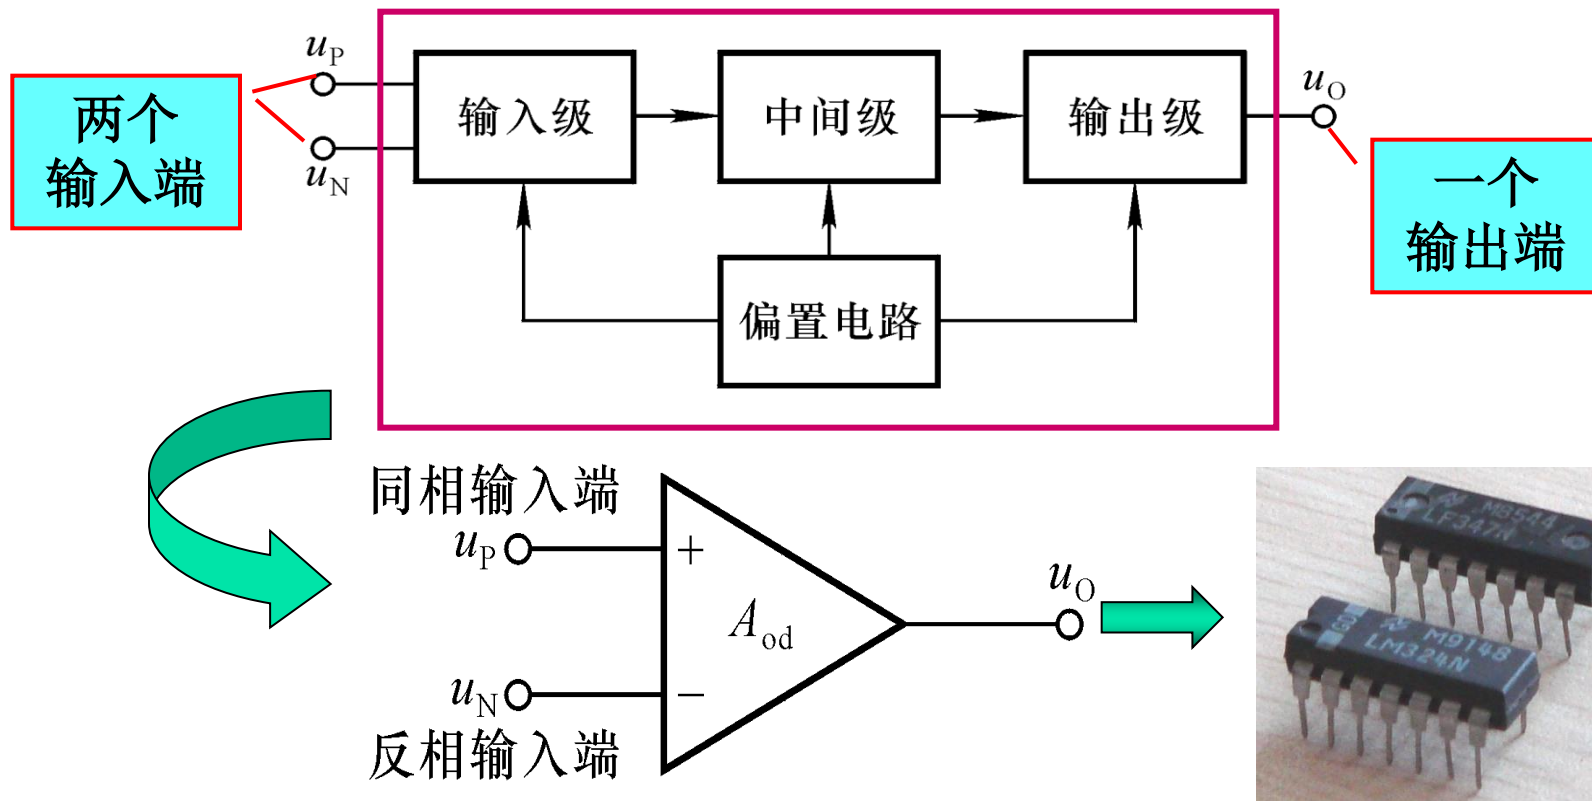 u_P
两个
输入端
u_N
输入级
中间级
输出级
u_O
一个
输出端
偏置电路
同相输入端
u_P
+
A_od
u_O
u_N
−
反相输入端
M8544
LF347N
M9148
LM324N